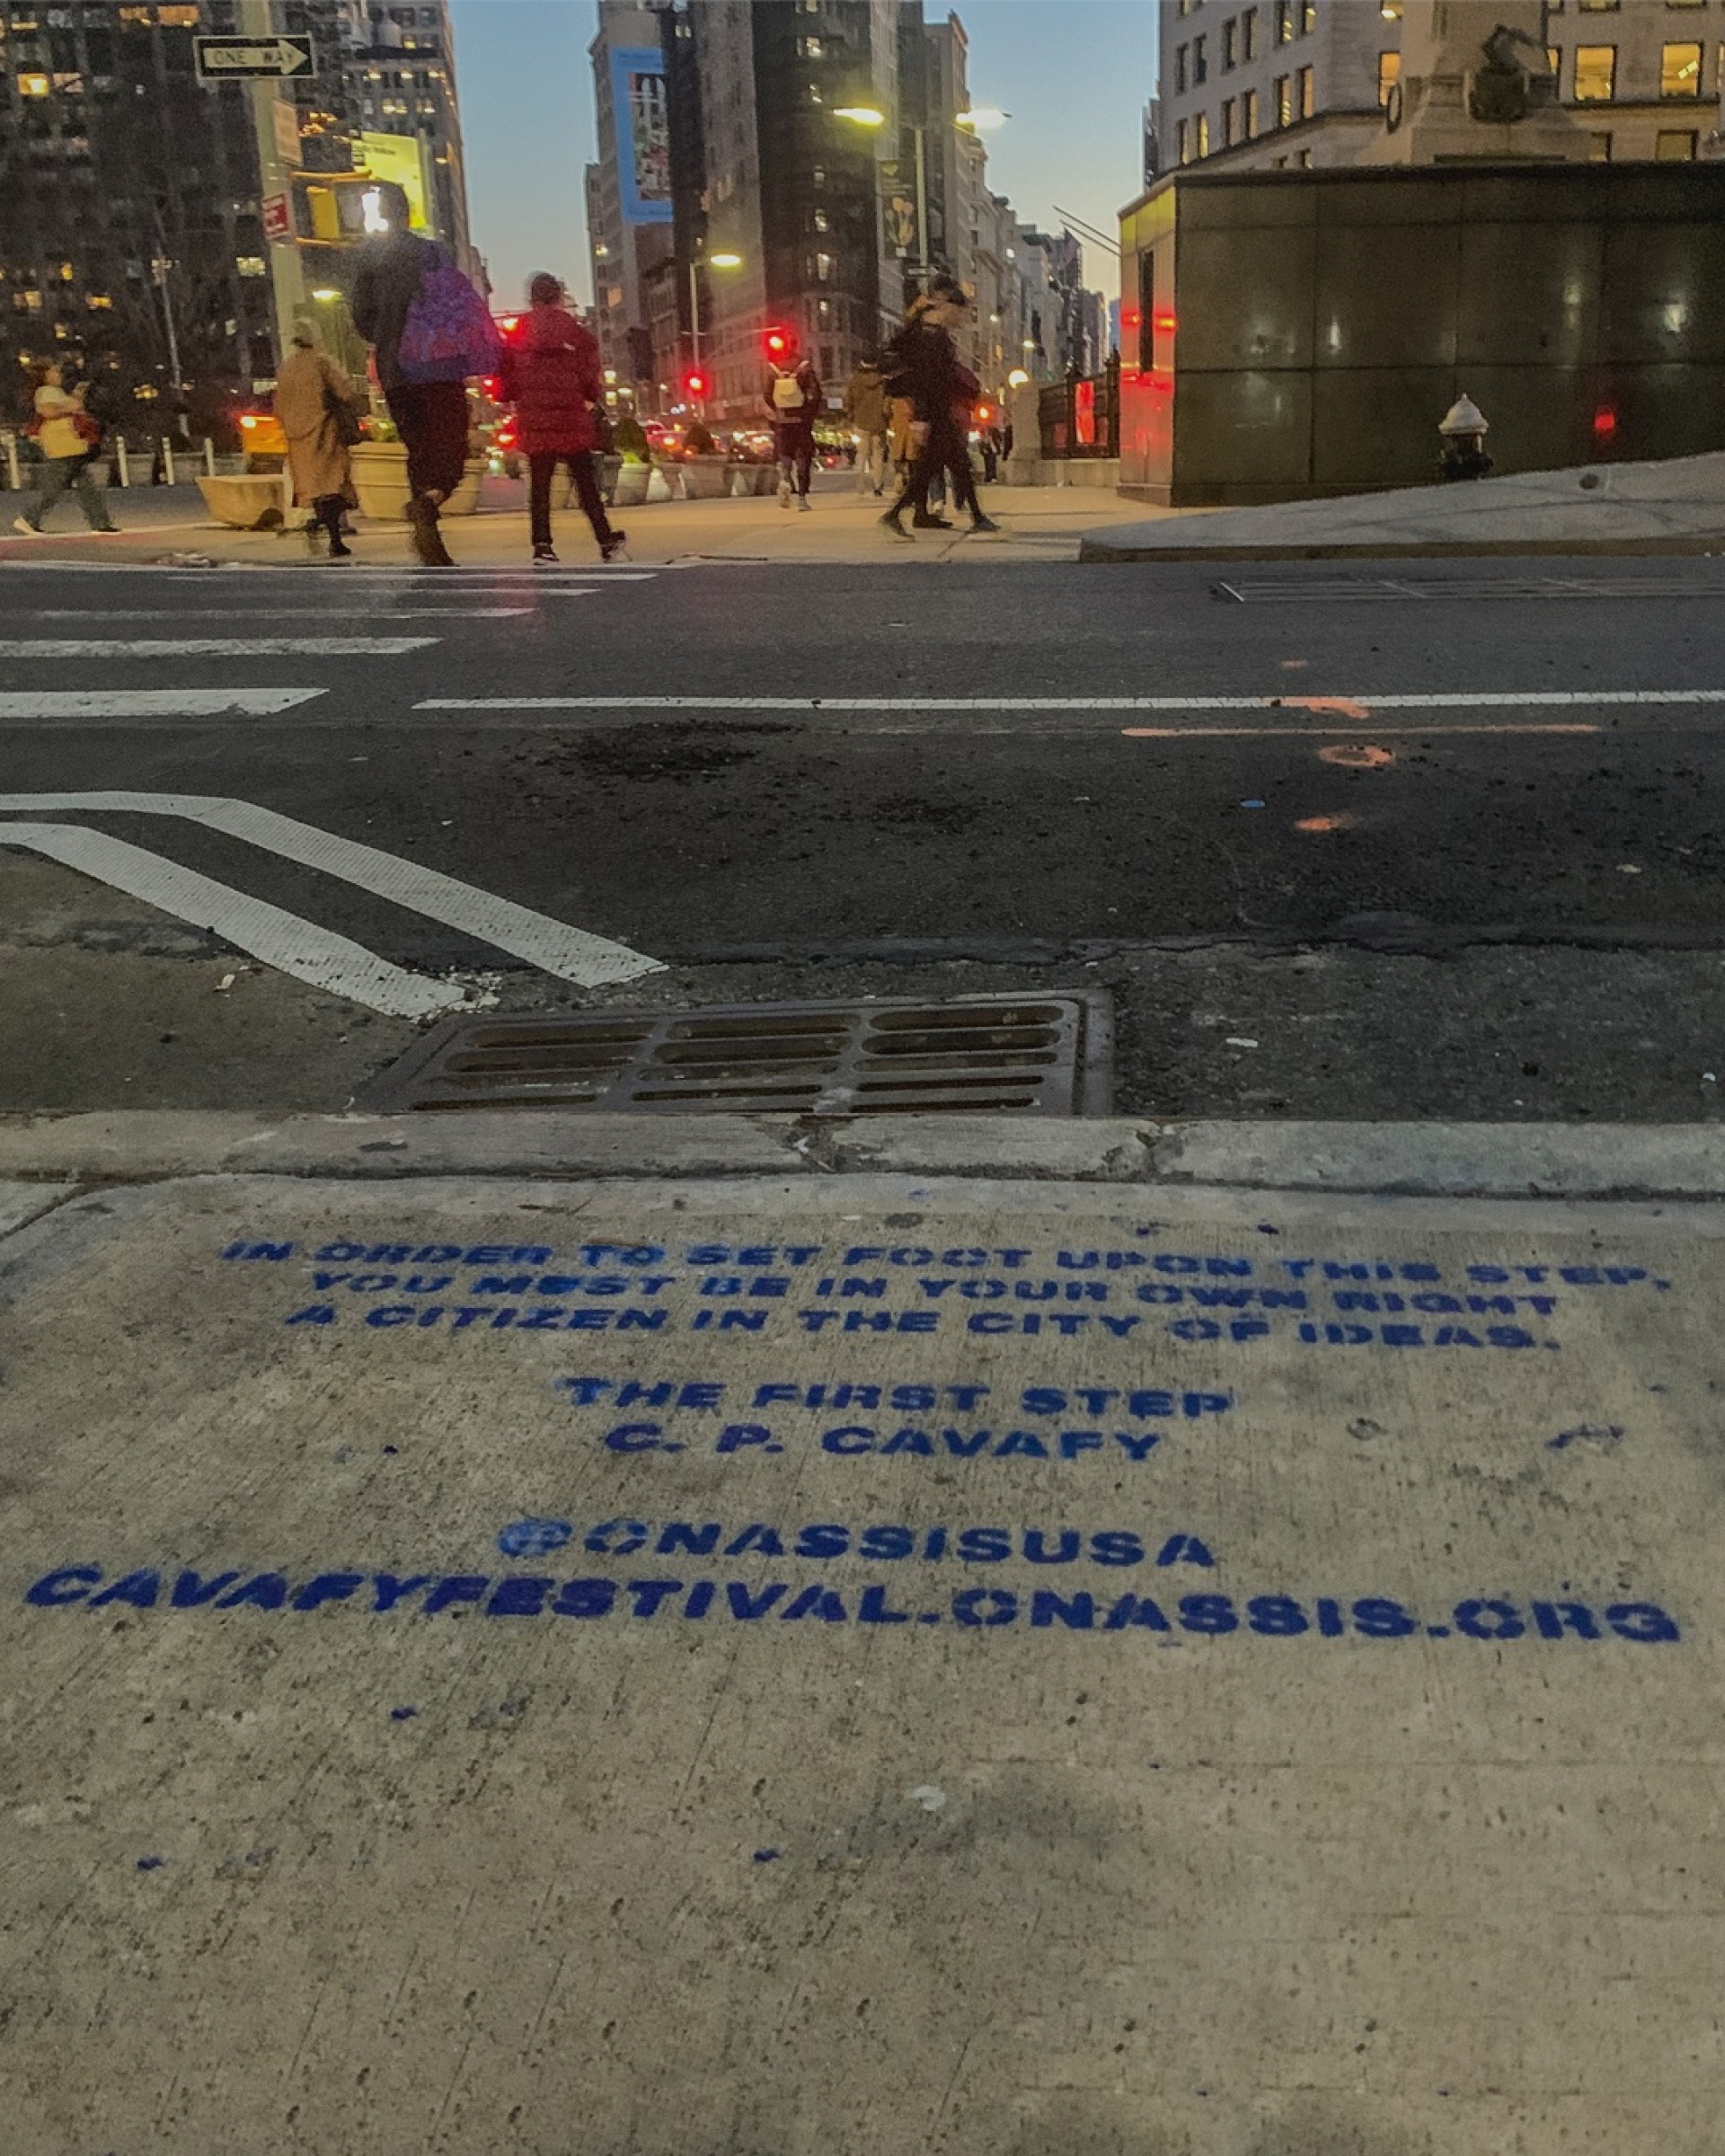 ONE WAY
IN ORDER TO SET FOOT UPON THIS STEP,
YOU MUST BE IN YOUR OWN RIGHT
A CITIZEN IN THE CITY OF IDEAS.
THE FIRST STEP
C. P. CAVAFY
@ONASSISUSA
CAVAFYFESTIVAL.ONASSIS.ORG